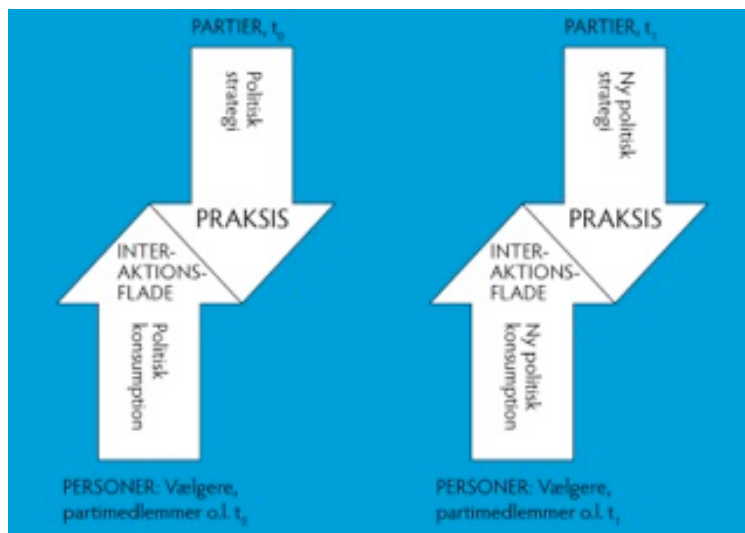 PARTIER, t₀
Politisk
strategi
PRAKSIS
INTER-
AKTIONS-
FLADE
Politisk
konsumption
PERSONER: Vælgere,
partimedlemmer o.l. t₀
PARTIER, t₁
Ny politisk
strategi
PRAKSIS
INTER-
AKTIONS-
FLADE
Ny politisk
konsumption
PERSONER: Vælgere,
partimedlemmer o.l. t₁